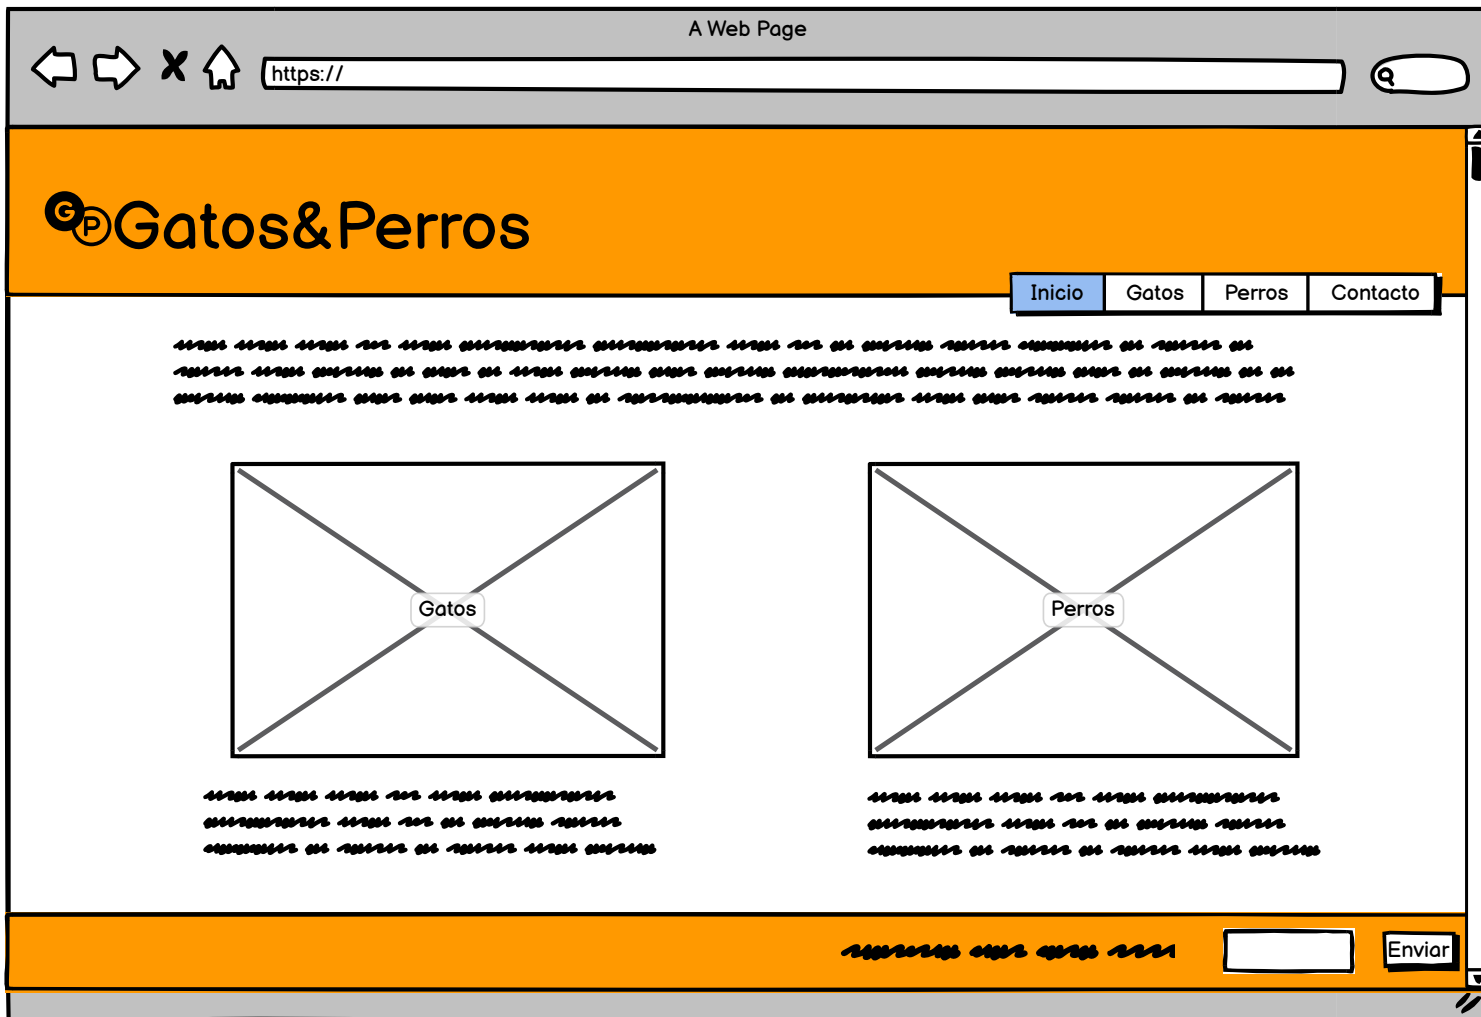 A Web Page
https://
G
P
Gatos&Perros
Inicio Gatos Perros Contacto
Gatos
Perros
Enviar